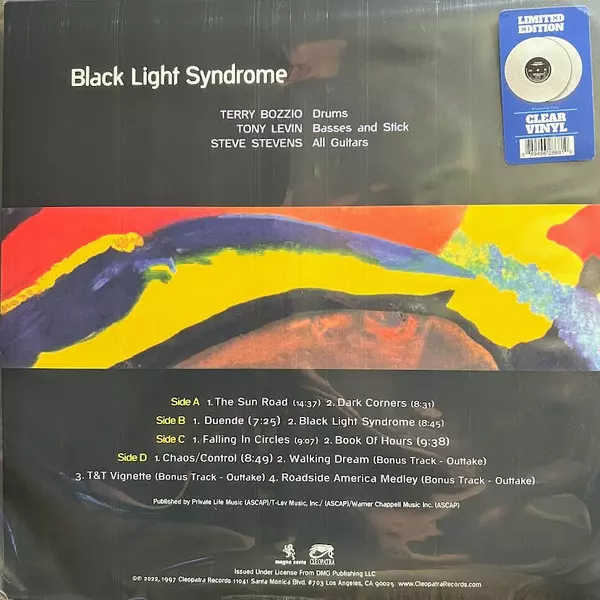 LIMITED
EDITION
CLEAR
VINYL
Black Light Syndrome
TERRY BOZZIO Drums
TONY LEVIN Basses and Stick
STEVE STEVENS All Guitars
Side A 1. The Sun Road (14:37) 2. Dark Corners (8:31)
Side B 1. Duende (7:25) 2. Black Light Syndrome (8:45)
Side C 1. Falling In Circles (9:07) 2. Book Of Hours (9:38)
Side D 1. Chaos/Control (8:49) 2. Walking Dream (Bonus Track - Outtake)
3. T&T Vignette (Bonus Track - Outtake) 4. Roadside America Medley (Bonus Track - Outtake)
Published by Private Life Music (ASCAP)/T-Lev Music, Inc./ (ASCAP)/Warner Chappell Music Inc. (ASCAP)
magna carta CLEOPATRA
Issued Under License From DMG Publishing LLC
©℗ 2022, 1997 Cleopatra Records 11041 Santa Monica Blvd. #703 Los Angeles, CA 90025 www.CleopatraRecords.com